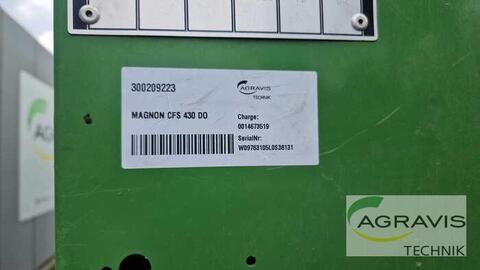 300209223
AGRAVIS
TECHNIK
MAGNON CFS 430 DO
Charge:
0014673519
SerialNr:
W09763105L0S38131
AGRAVIS
TECHNIK